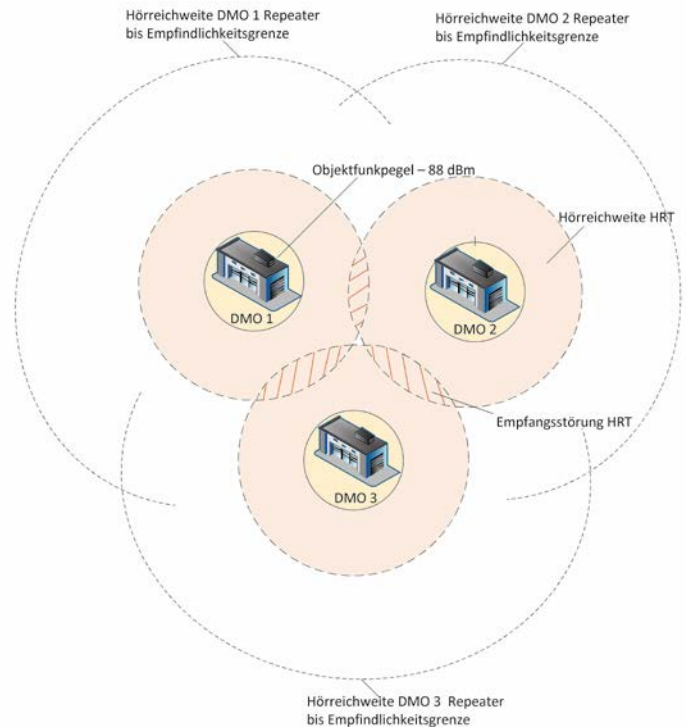 Hörreichweite DMO 1 Repeater
bis Empfindlichkeitsgrenze
Hörreichweite DMO 2 Repeater
bis Empfindlichkeitsgrenze
Objektfunkpegel – 88 dBm
Hörreichweite HRT
DMO 1
DMO 2
Empfangsstörung HRT
DMO 3
Hörreichweite DMO 3 Repeater
bis Empfindlichkeitsgrenze